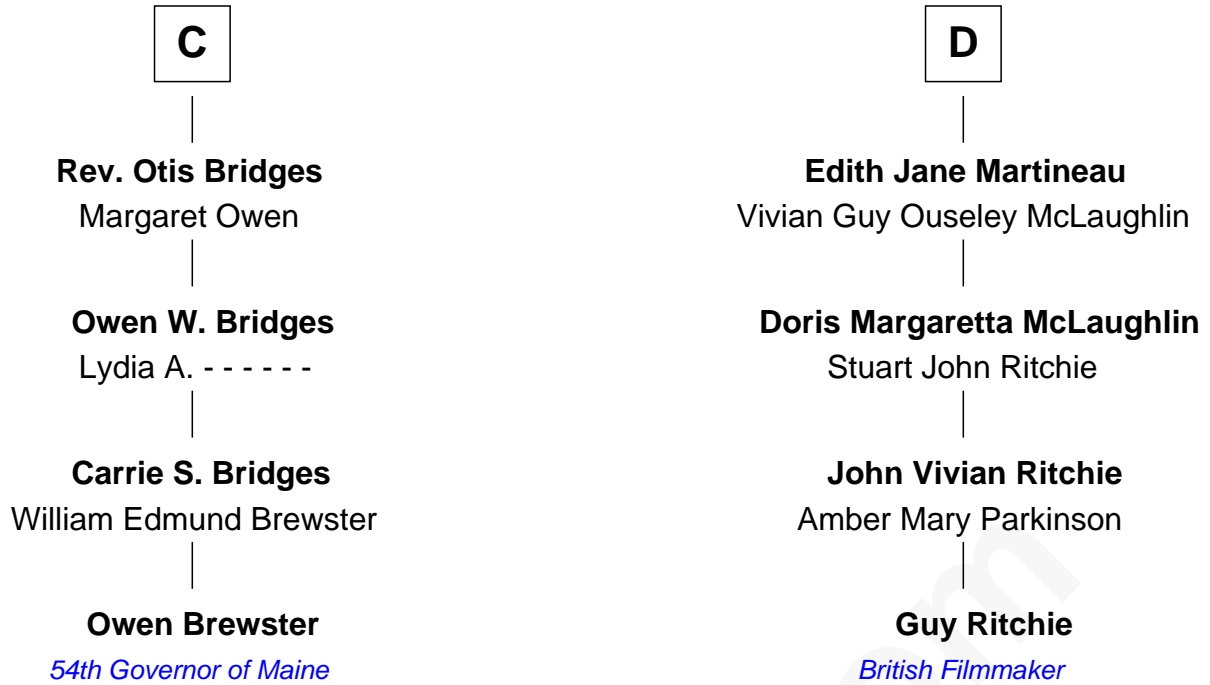 C
Rev. Otis Bridges
Margaret Owen
Owen W. Bridges
Lydia A. - - - - - -
Carrie S. Bridges
William Edmund Brewster
Owen Brewster
54th Governor of Maine
D
Edith Jane Martineau
Vivian Guy Ouseley McLaughlin
Doris Margaretta McLaughlin
Stuart John Ritchie
John Vivian Ritchie
Amber Mary Parkinson
Guy Ritchie
British Filmmaker
om